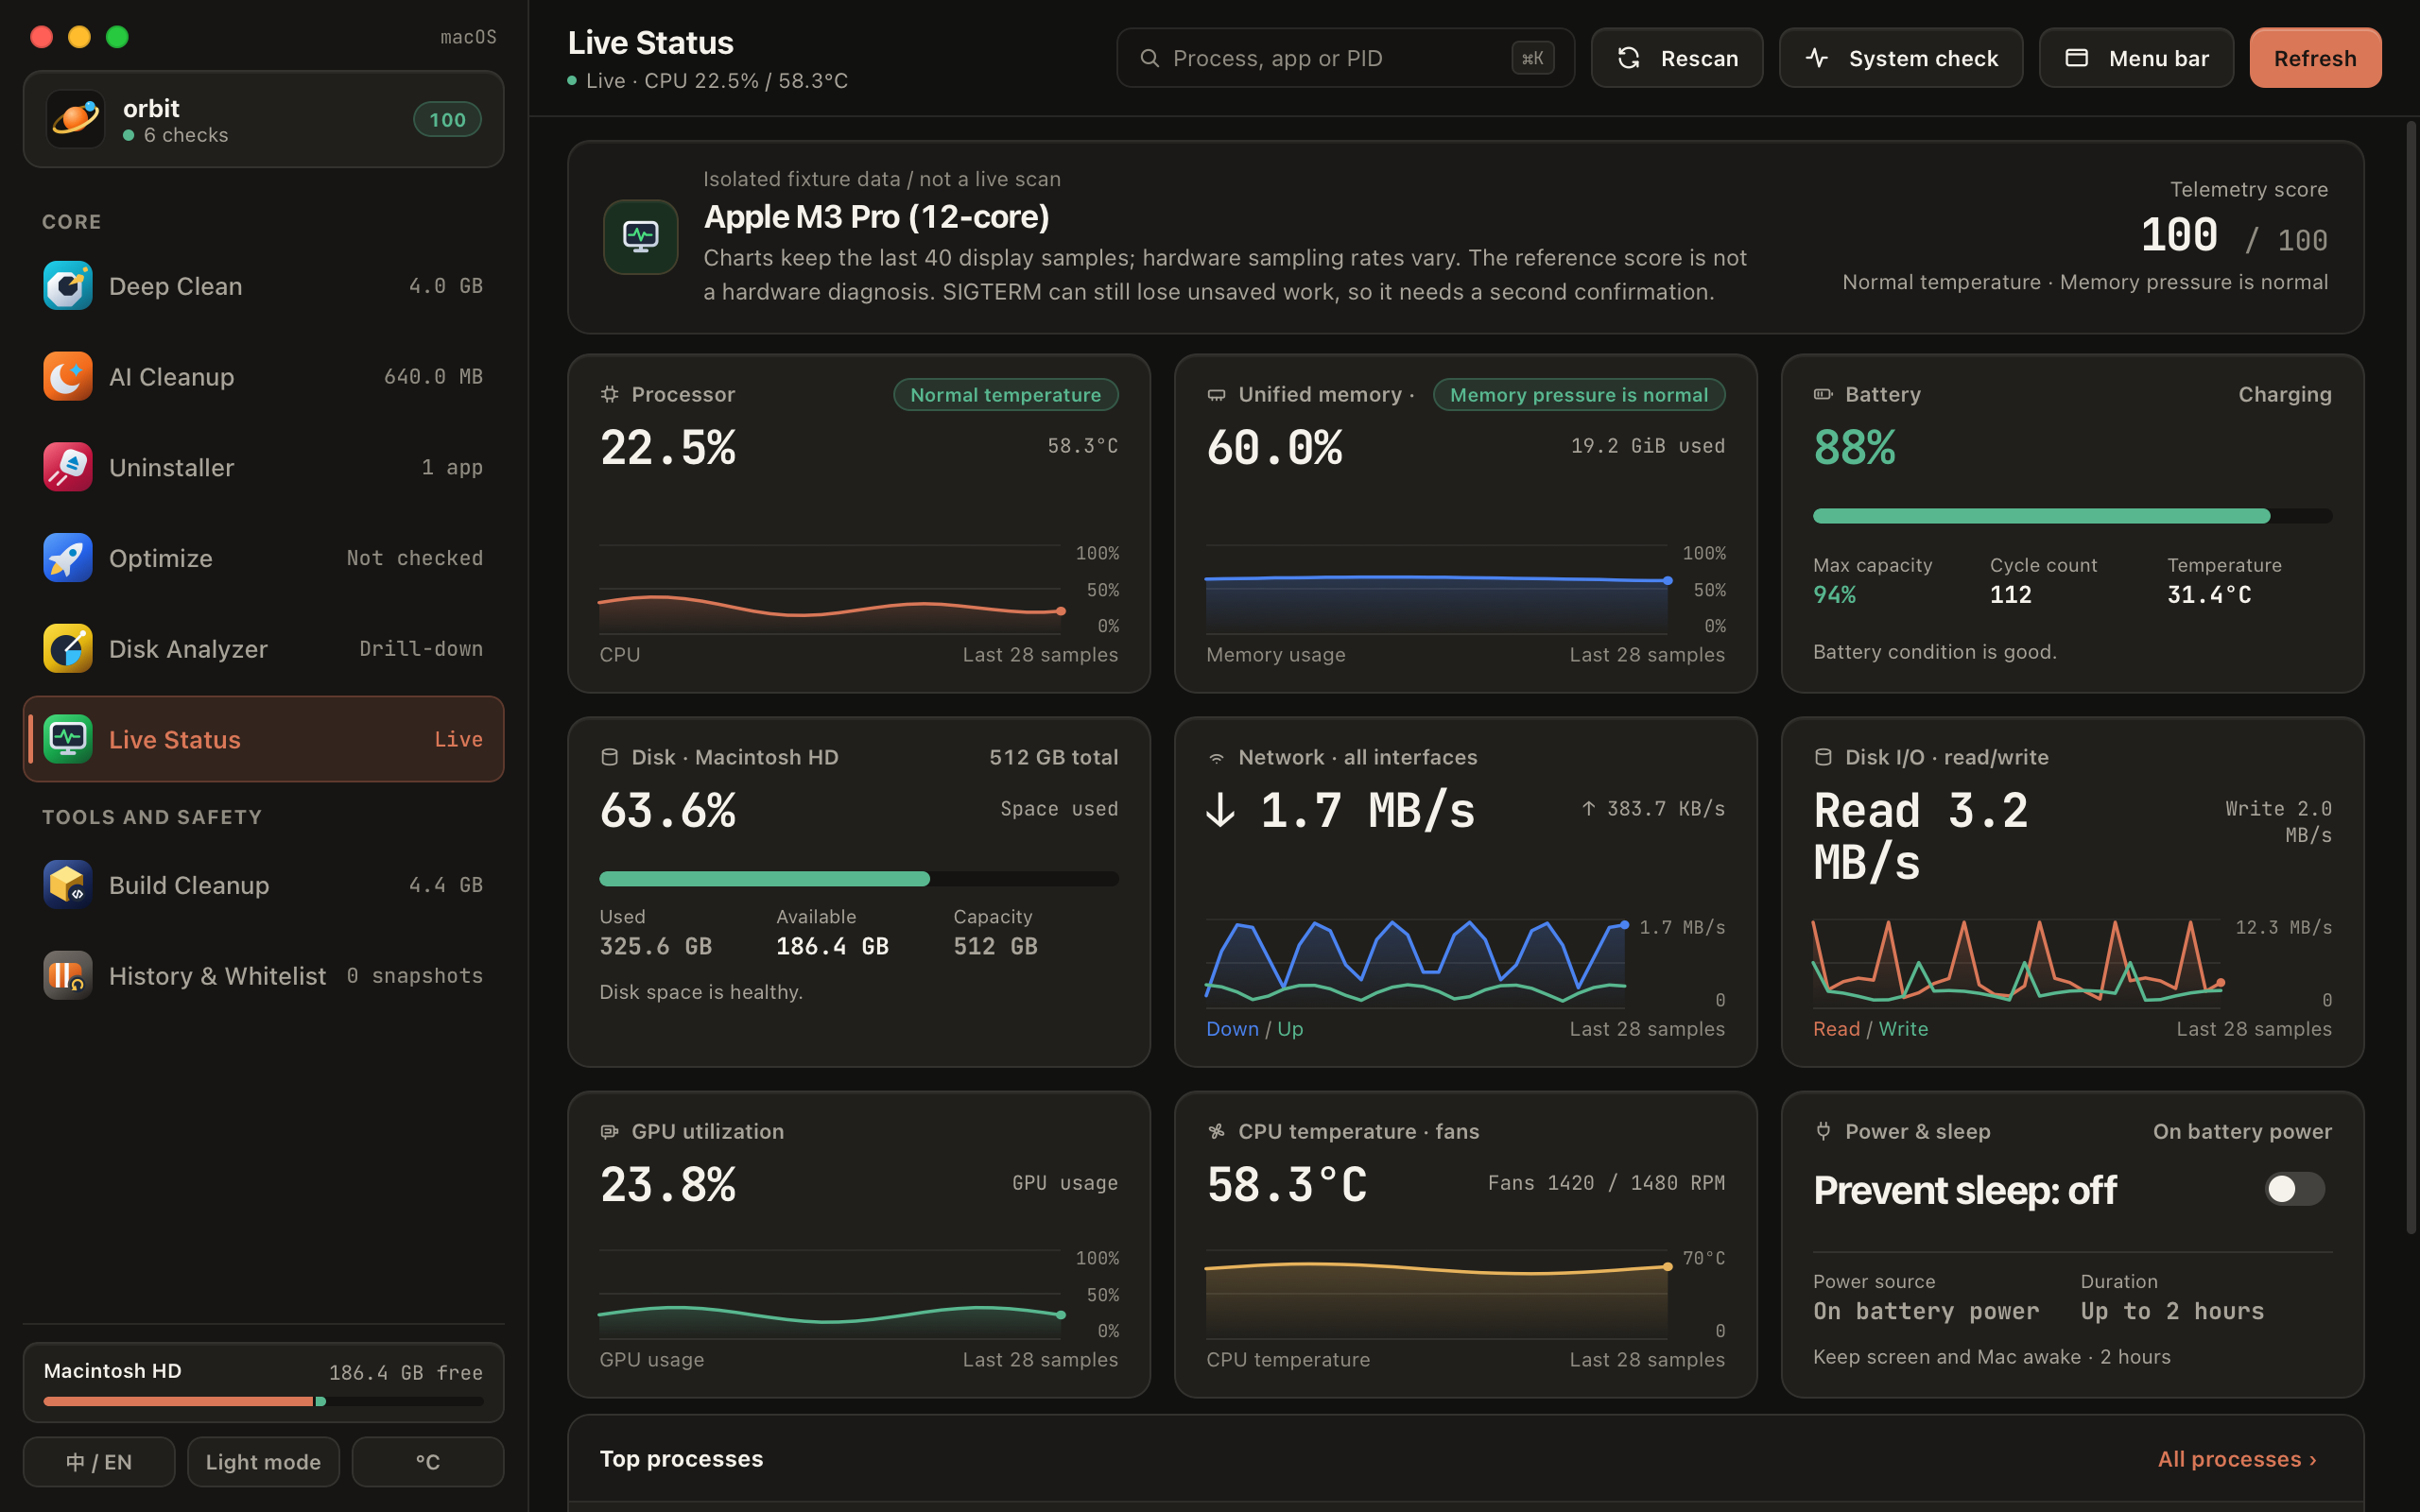 macOS
orbit
6 checks
100
CORE
Deep Clean 4.0 GB
AI Cleanup 640.0 MB
Uninstaller 1 app
Optimize Not checked
Disk Analyzer Drill-down
Live Status Live
TOOLS AND SAFETY
Build Cleanup 4.4 GB
History & Whitelist 0 snapshots
Macintosh HD 186.4 GB free
中 / EN
Light mode
°C
Live Status
Live · CPU 22.5% / 58.3°C
Process, app or PID ⌘K
Rescan
System check
Menu bar
Refresh
Isolated fixture data / not a live scan
Apple M3 Pro (12-core)
Charts keep the last 40 display samples; hardware sampling rates vary. The reference score is not
a hardware diagnosis. SIGTERM can still lose unsaved work, so it needs a second confirmation.
Telemetry score
100 / 100
Normal temperature · Memory pressure is normal
Processor Normal temperature
22.5% 58.3°C
100%
50%
0%
CPU Last 28 samples
Unified memory · Memory pressure is normal
60.0% 19.2 GiB used
100%
50%
0%
Memory usage Last 28 samples
Battery Charging
88%
Max capacity Cycle count Temperature
94% 112 31.4°C
Battery condition is good.
Disk · Macintosh HD 512 GB total
63.6% Space used
Used Available Capacity
325.6 GB 186.4 GB 512 GB
Disk space is healthy.
Network · all interfaces
↓ 1.7 MB/s ↑ 383.7 KB/s
1.7 MB/s
0
Down / Up Last 28 samples
Disk I/O · read/write
Read 3.2
MB/s
Write 2.0
MB/s
12.3 MB/s
0
Read / Write Last 28 samples
GPU utilization
23.8% GPU usage
100%
50%
0%
GPU usage Last 28 samples
CPU temperature · fans
58.3°C Fans 1420 / 1480 RPM
70°C
0
CPU temperature Last 28 samples
Power & sleep On battery power
Prevent sleep: off
Power source Duration
On battery power Up to 2 hours
Keep screen and Mac awake · 2 hours
Top processes All processes ›